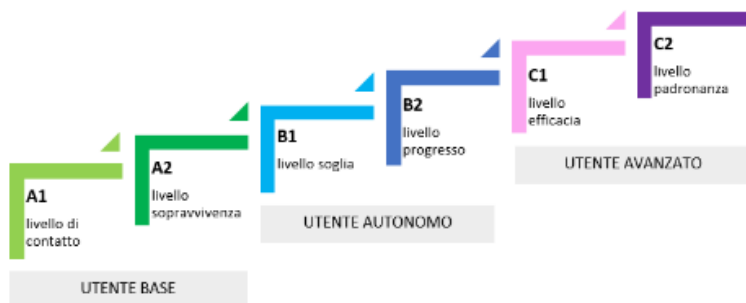 A1
livello di
contatto
A2
livello
sopravvivenza
UTENTE BASE
B1
livello soglia
B2
livello
progresso
UTENTE AUTONOMO
C1
livello
efficacia
C2
livello
padronanza
UTENTE AVANZATO